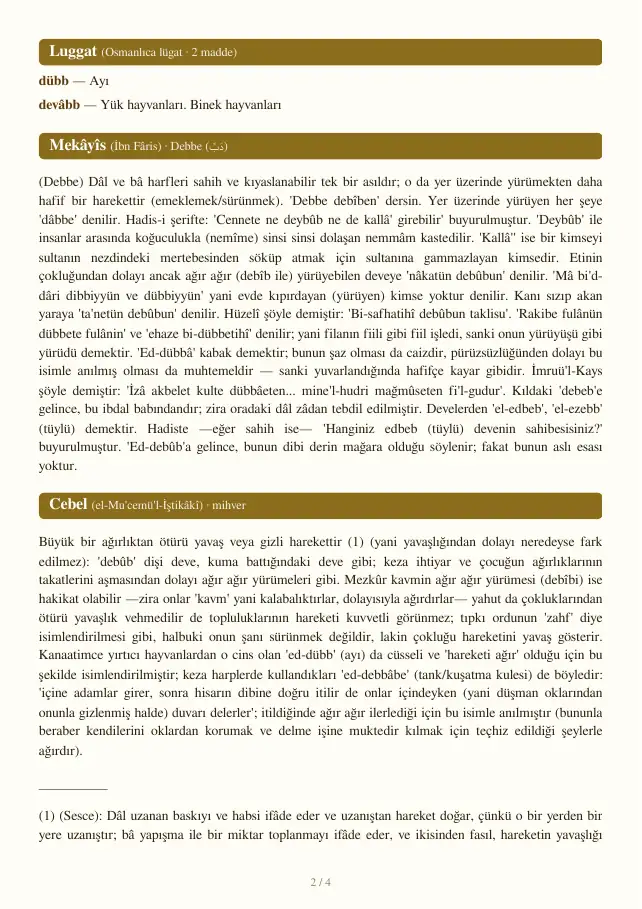 Luggat (Osmanlıca lügat · 2 madde)
dübb — Ayı
devâbb — Yük hayvanları. Binek hayvanları
Mekâyîs (İbn Fâris) · Debbe (دَبَّ)
(Debbe) Dâl ve bâ harfleri sahih ve kıyaslanabilir tek bir asıldır; o da yer üzerinde yürümekten daha
hafif bir harekettir (emeklemek/sürünmek). 'Debbe debîben' dersin. Yer üzerinde yürüyen her şeye
'dâbbe' denilir. Hadis-i şerifte: 'Cennete ne deybûb ne de kallâ' girebilir' buyurulmuştur. 'Deybûb' ile
insanlar arasında koğuculukla (nemîme) sinsi sinsi dolaşan nemmâm kastedilir. 'Kallâ'' ise bir kimseyi
sultanın nezdindeki mertebesinden söküp atmak için sultanına gammazlayan kimsedir. Etinin
çokluğundan dolayı ancak ağır ağır (debîb ile) yürüyebilen deveye 'nâkatün debûbun' denilir. 'Mâ bi'd-
dâri dibbiyyün ve dübbiyyün' yani evde kıpırdayan (yürüyen) kimse yoktur denilir. Kanı sızıp akan
yaraya 'ta'netün debûbun' denilir. Hüzelî şöyle demiştir: 'Bi-safhatihî debûbun taklisu'. 'Rakibe fulânün
dübbete fulânin' ve 'ehaze bi-dübbetihî' denilir; yani filanın fiili gibi fiil işledi, sanki onun yürüyüşü gibi
yürüdü demektir. 'Ed-dübbâ' kabak demektir; bunun şaz olması da caizdir, pürüzsüzlüğünden dolayı bu
isimle anılmış olması da muhtemeldir — sanki yuvarlandığında hafifçe kayar gibidir. İmruü'l-Kays
şöyle demiştir: 'İzâ akbelet kulte dübbâeten... mine'l-hudri mağmûseten fi'l-gudur'. Kıldaki 'debeb'e
gelince, bu ibdal babındandır; zira oradaki dâl zâdan tebdil edilmiştir. Develerden 'el-edbeb', 'el-ezebb'
(tüylü) demektir. Hadiste —eğer sahih ise— 'Hanginiz edbeb (tüylü) devenin sahibesisiniz?'
buyurulmuştur. 'Ed-debûb'a gelince, bunun dibi derin mağara olduğu söylenir; fakat bunun aslı esası
yoktur.
Cebel (el-Mu'cemü'l-İştikâkî) · mihver
Büyük bir ağırlıktan ötürü yavaş veya gizli harekettir (1) (yani yavaşlığından dolayı neredeyse fark
edilmez): 'debûb' dişi deve, kuma battığındaki deve gibi; keza ihtiyar ve çocuğun ağırlıklarının
takatlerini aşmasından dolayı ağır ağır yürümeleri gibi. Mezkûr kavmin ağır ağır yürümesi (debîbi) ise
hakikat olabilir —zira onlar 'kavm' yani kalabalıktırlar, dolayısıyla ağırdırlar— yahut da çokluklarından
ötürü yavaşlık vehmedilir de topluluklarının hareketi kuvvetli görünmez; tıpkı ordunun 'zahf' diye
isimlendirilmesi gibi, halbuki onun şanı sürünmek değildir, lakin çokluğu hareketini yavaş gösterir.
Kanaatimce yırtıcı hayvanlardan o cins olan 'ed-dübb' (ayı) da cüsseli ve 'hareketi ağır' olduğu için bu
şekilde isimlendirilmiştir; keza harplerde kullandıkları 'ed-debbâbe' (tank/kuşatma kulesi) de böyledir:
'içine adamlar girer, sonra hisarın dibine doğru itilir de onlar içindeyken (yani düşman oklarından
onunla gizlenmiş halde) duvarı delerler'; itildiğinde ağır ağır ilerlediği için bu isimle anılmıştır (bununla
beraber kendilerini oklardan korumak ve delme işine muktedir kılmak için teçhiz edildiği şeylerle
ağırdır).
(1) (Sesce): Dâl uzanan baskıyı ve habsi ifâde eder ve uzanıştan hareket doğar, çünkü o bir yerden bir
yere uzanıştır; bâ yapışma ile bir miktar toplanmayı ifâde eder, ve ikisinden fasıl, hareketin yavaşlığı
2 / 4